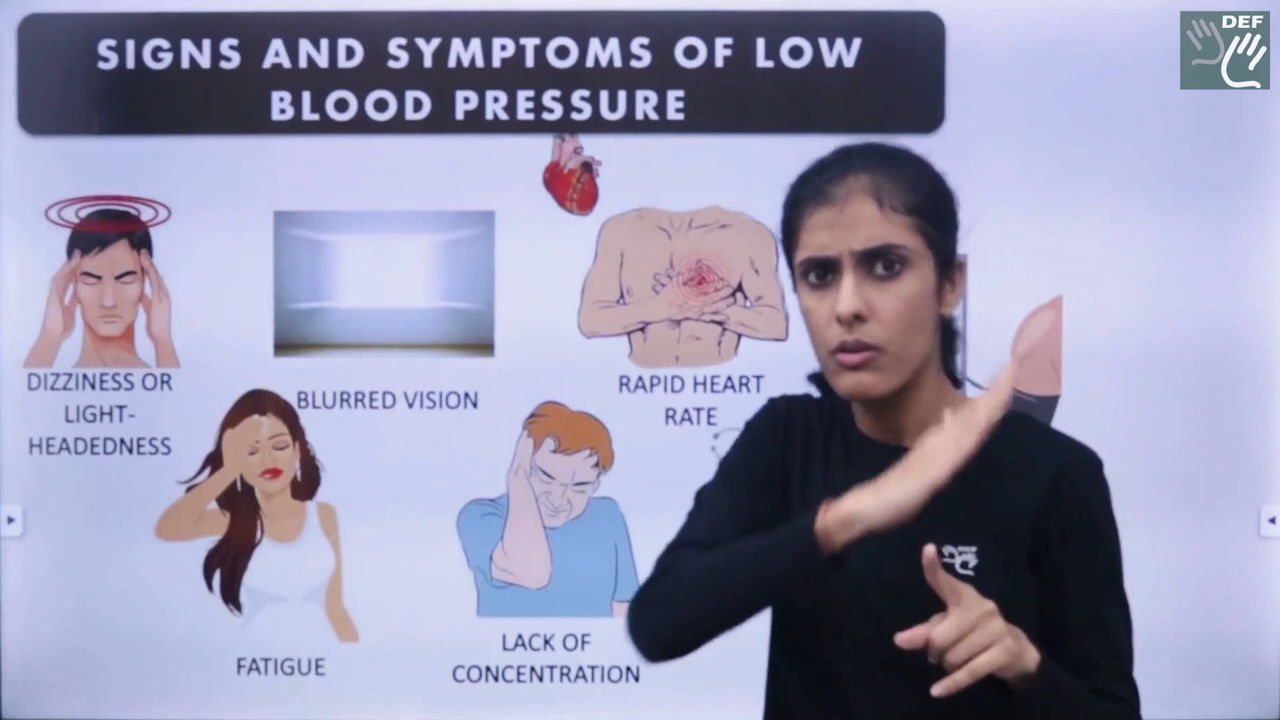 DEF
SIGNS AND SYMPTOMS OF LOW
BLOOD PRESSURE
DIZZINESS OR
LIGHT-
HEADEDNESS
BLURRED VISION
RAPID HEART
RATE
FATIGUE
LACK OF
CONCENTRATION